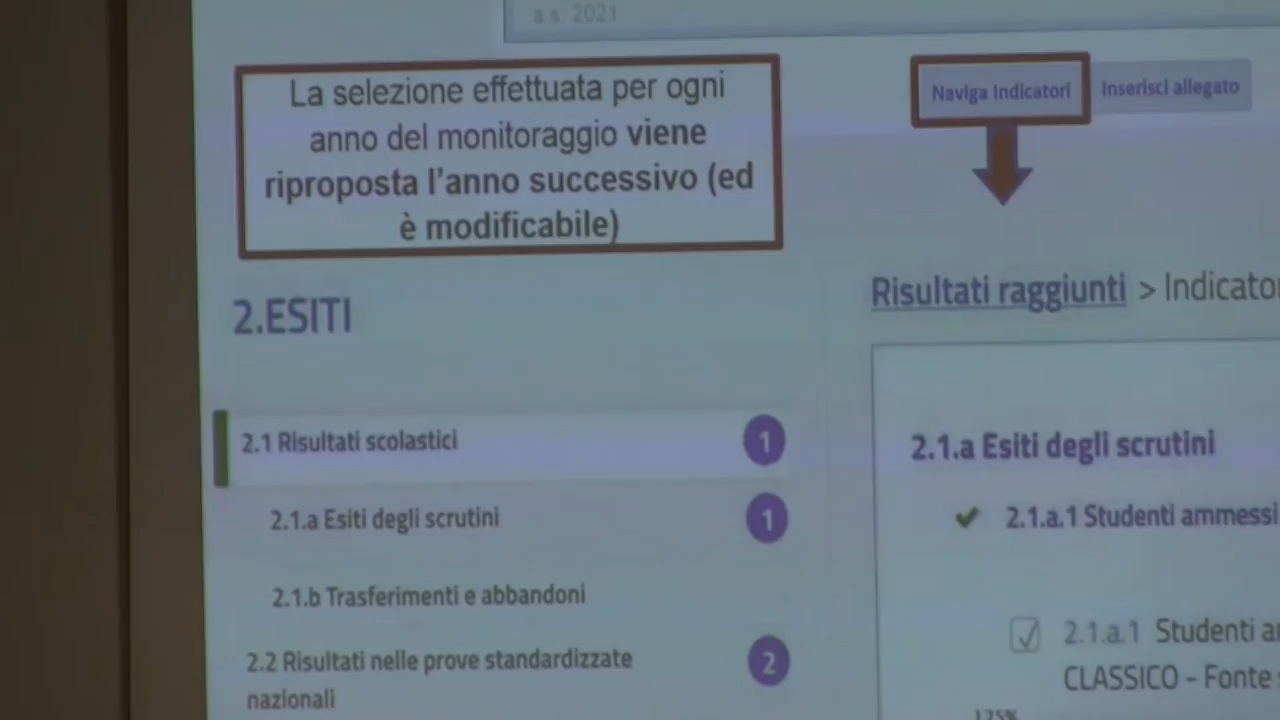 a.s. 2021
La selezione effettuata per ogni
anno del monitoraggio viene
riproposta l'anno successivo (ed
è modificabile)
Naviga Indicatori
Inserisci allegato
2.ESITI
Risultati raggiunti > Indicator
2.1 Risultati scolastici
1
2.1.a Esiti degli scrutini
1
2.1.b Trasferimenti e abbandoni
2.2 Risultati nelle prove standardizzate
nazionali
2
2.1.a Esiti degli scrutini
2.1.a.1 Studenti ammessi
2.1.a.1 Studenti a
CLASSICO - Fonte
125%